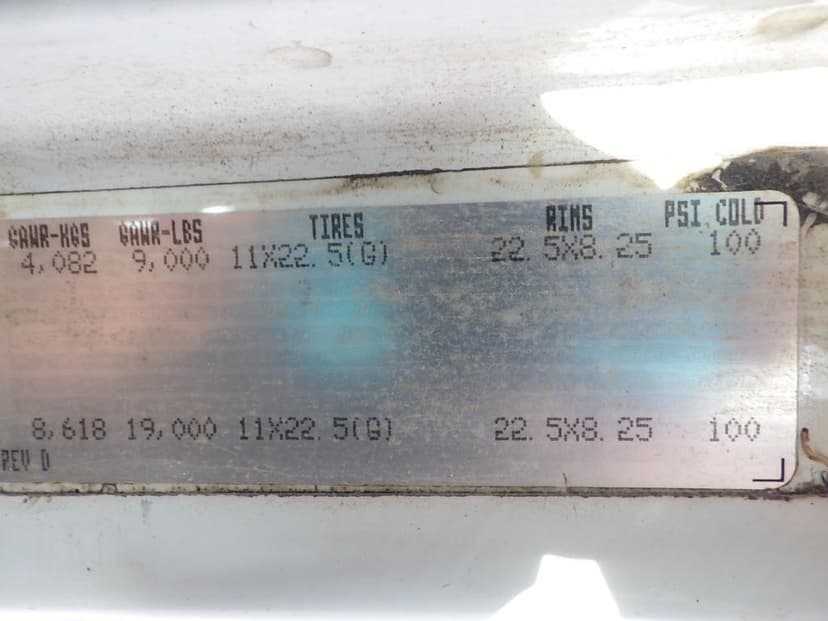 GAWR-KGS GAWR-LBS TIRES RIMS PSI COLD
4,082 9,000 11X22.5(G) 22.5X8.25 100
8,618 19,000 11X22.5(G) 22.5X8.25 100
REV D